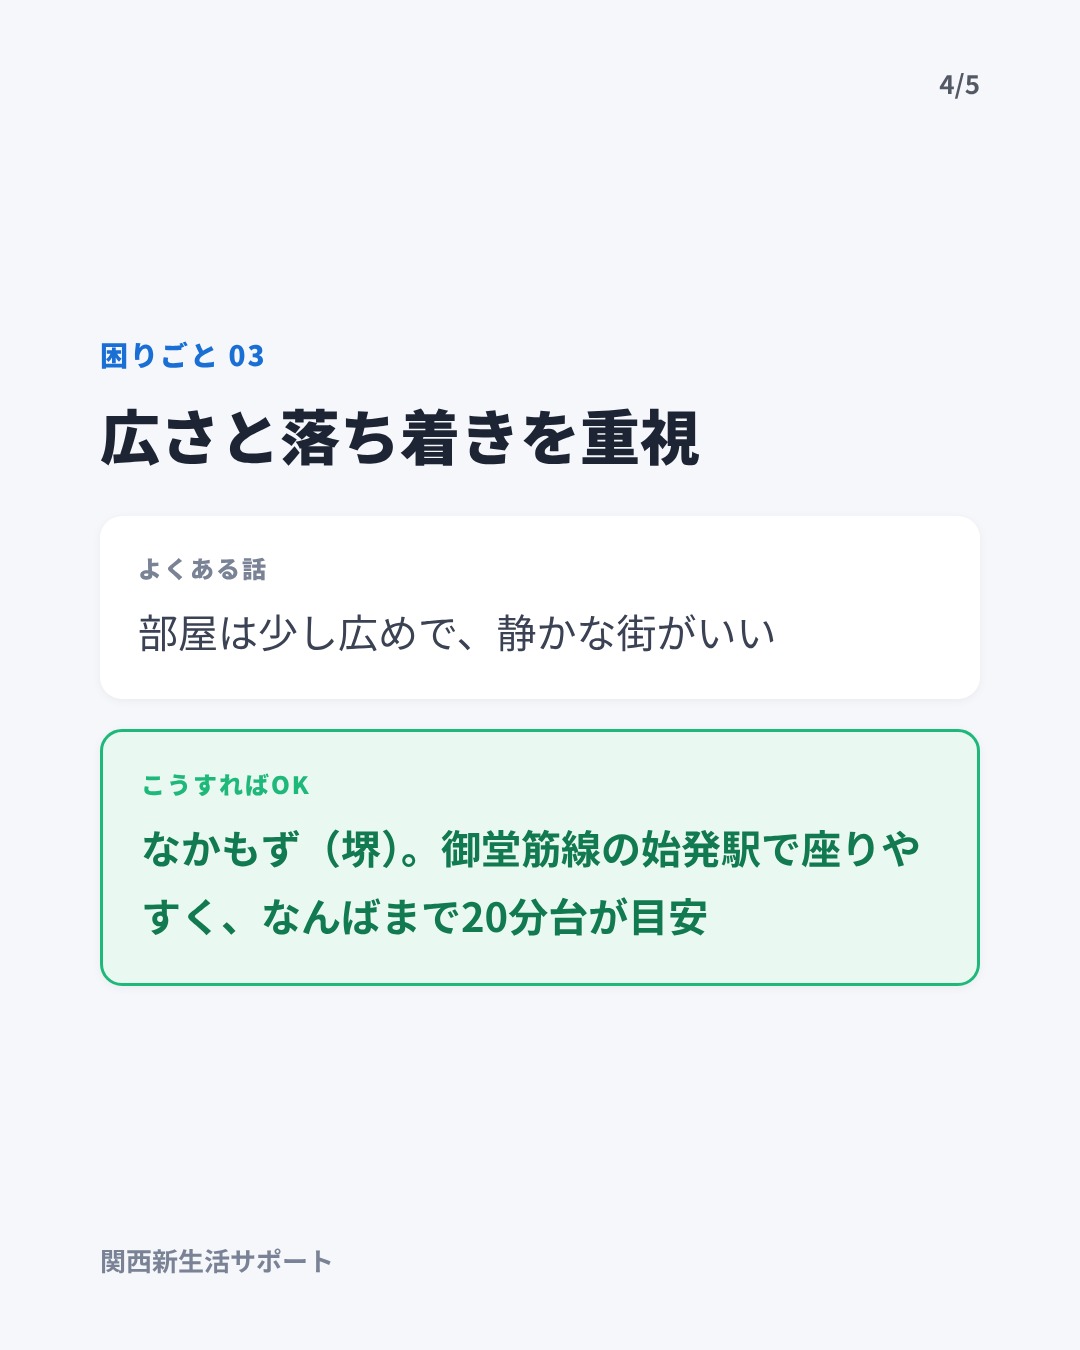 4/5
困りごと 03
広さと落ち着きを重視
よくある話
部屋は少し広めで、静かな街がいい
こうすればOK
なかもず（堺）。御堂筋線の始発駅で座りや
すく、なんばまで20分台が目安
関西新生活サポート